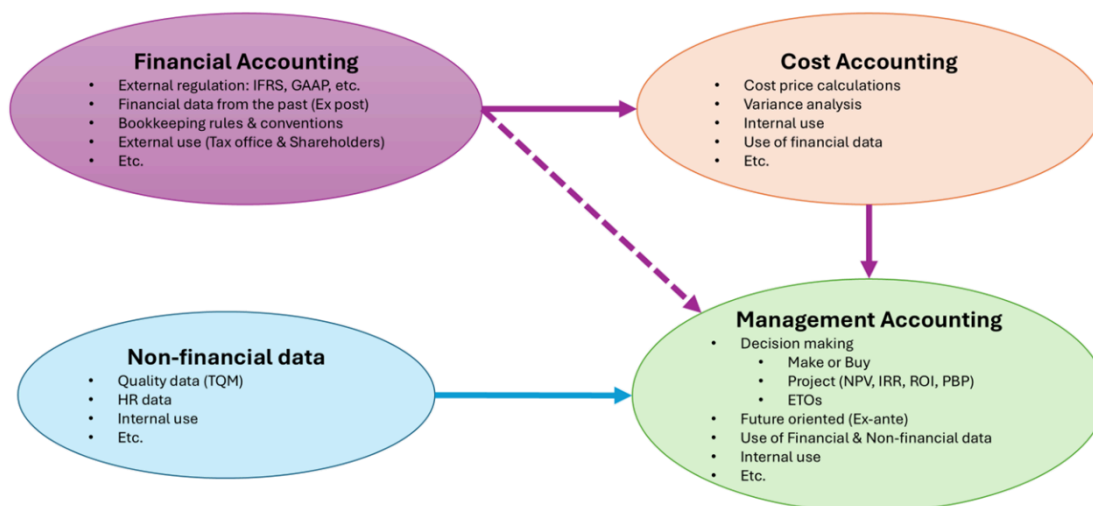 Financial Accounting
• External regulation: IFRS, GAAP, etc.
• Financial data from the past (Ex post)
• Bookkeeping rules & conventions
• External use (Tax office & Shareholders)
• Etc.
Cost Accounting
• Cost price calculations
• Variance analysis
• Internal use
• Use of financial data
• Etc.
Non-financial data
• Quality data (TQM)
• HR data
• Internal use
• Etc.
Management Accounting
• Decision making
• Make or Buy
• Project (NPV, IRR, ROI, PBP)
• ETOs
• Future oriented (Ex-ante)
• Use of Financial & Non-financial data
• Internal use
• Etc.